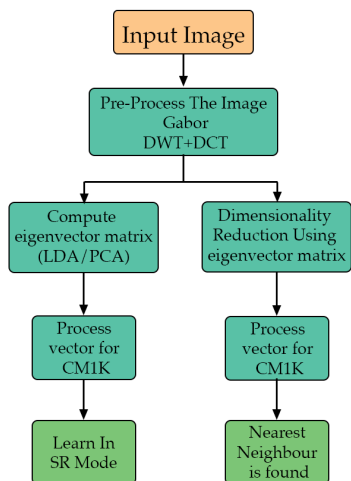 Input Image
Pre-Process The Image
Gabor
DWT+DCT
Compute
eigenvector matrix
(LDA/PCA)
Dimensionality
Reduction Using
eigenvector matrix
Process
vector for
CM1K
Process
vector for
CM1K
Learn In
SR Mode
Nearest
Neighbour
is found